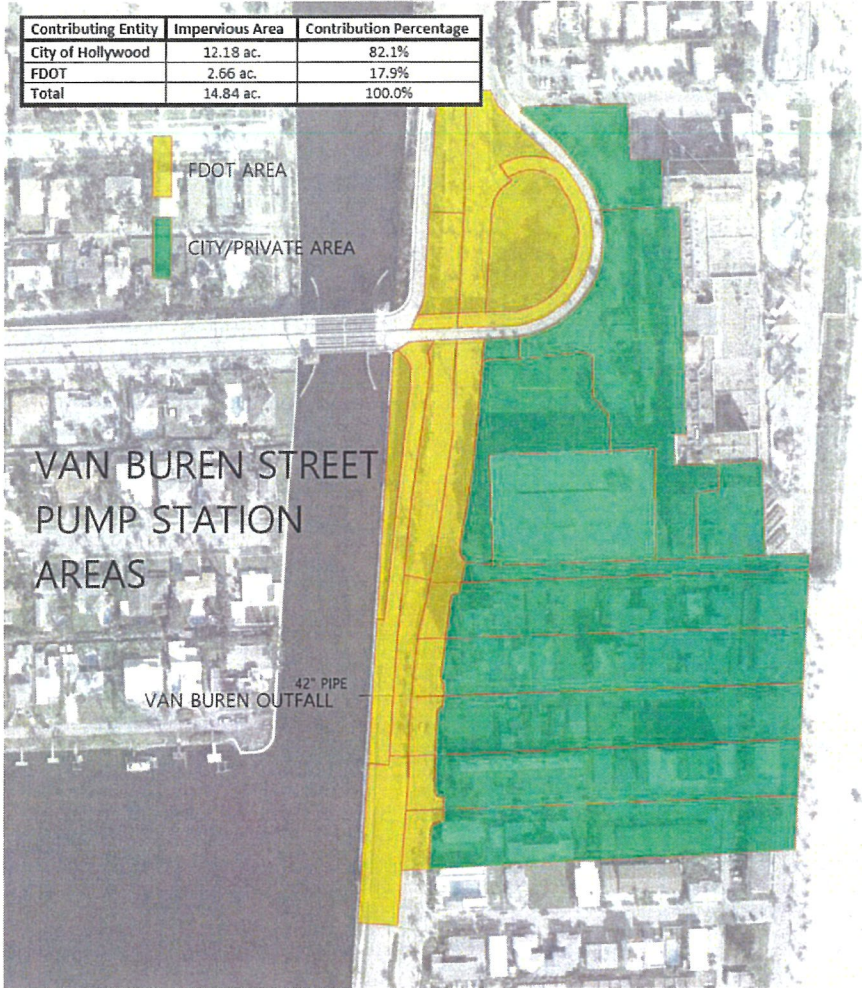 Contributing Entity Impervious Area Contribution Percentage
City of Hollywood 12.18 ac. 82.1%
FDOT 2.66 ac. 17.9%
Total 14.84 ac. 100.0%
FDOT AREA
CITY/PRIVATE AREA
VAN BUREN STREET
PUMP STATION
AREAS
42" PIPE
VAN BUREN OUTFALL